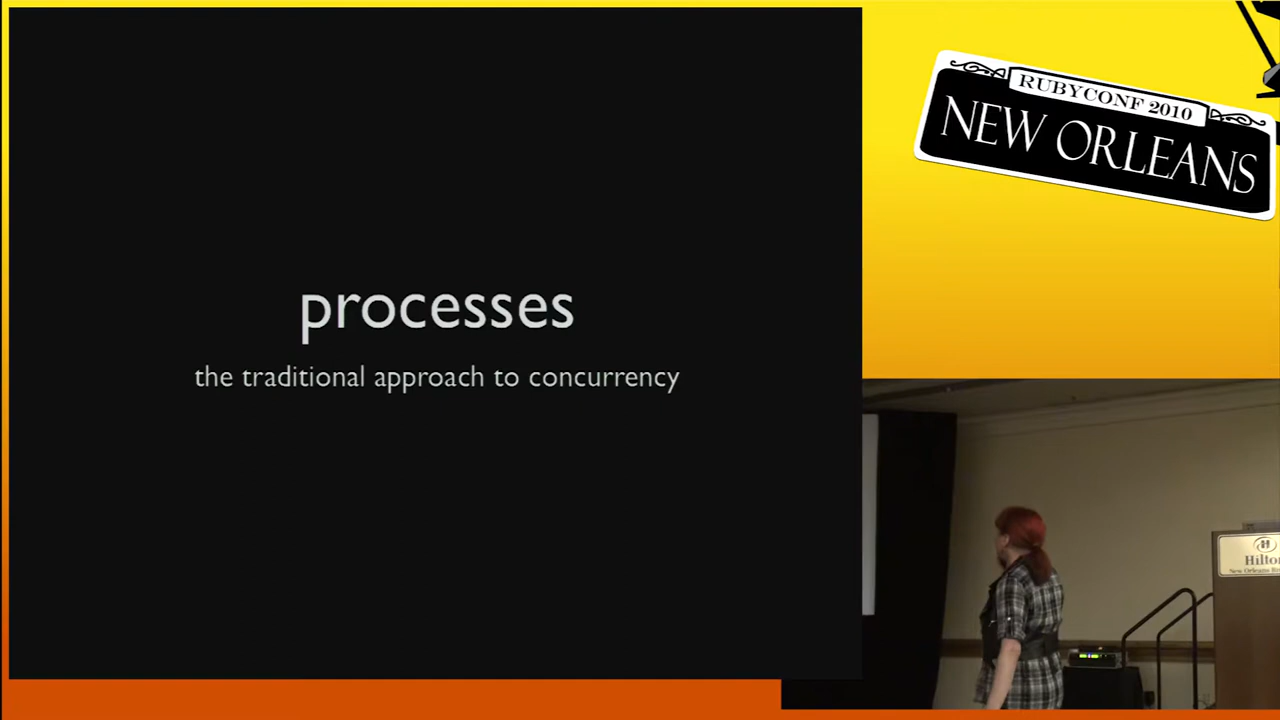 processes
the traditional approach to concurrency
RUBYCONF 2010
NEW ORLEANS
Hilton